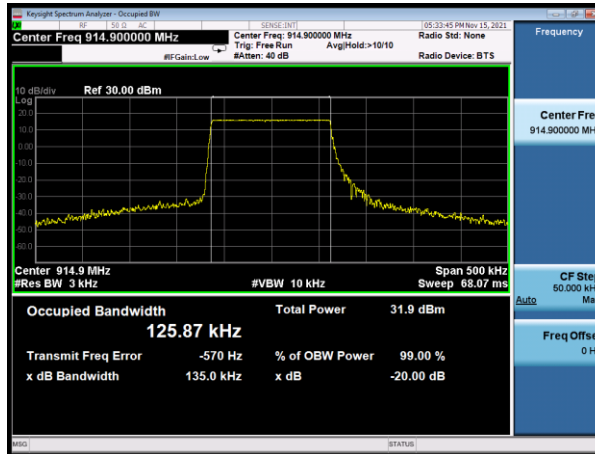 Keysight Spectrum Analyzer - Occupied BW
RF 50 Ω AC SENSE:INT 05:33:45 PM Nov 15, 2021
Center Freq 914.900000 MHz Center Freq: 914.900000 MHz Radio Std: None Frequency
Trig: Free Run Avg|Hold:>10/10
#IFGain:Low #Atten: 40 dB Radio Device: BTS
10 dB/div Ref 30.00 dBm
Log
20.0
10.0
0.00
-10.0
-20.0
-30.0
-40.0
-50.0
-60.0
Center Fre
914.900000 MH
Center 914.9 MHz Span 500 kHz
#Res BW 3 kHz #VBW 10 kHz Sweep 68.07 ms
CF Ste
50.000 kH
Auto Ma
Occupied Bandwidth Total Power 31.9 dBm
125.87 kHz
Freq Offse
0 H
Transmit Freq Error -570 Hz % of OBW Power 99.00 %
x dB Bandwidth 135.0 kHz x dB -20.00 dB
MSG STATUS